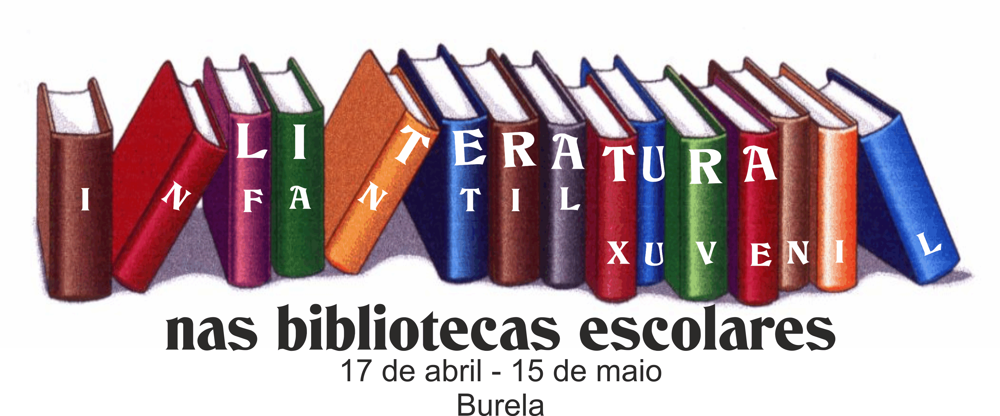 LITERATURA
INFANTIL
XUVENIL
nas bibliotecas escolares
17 de abril - 15 de maio
Burela